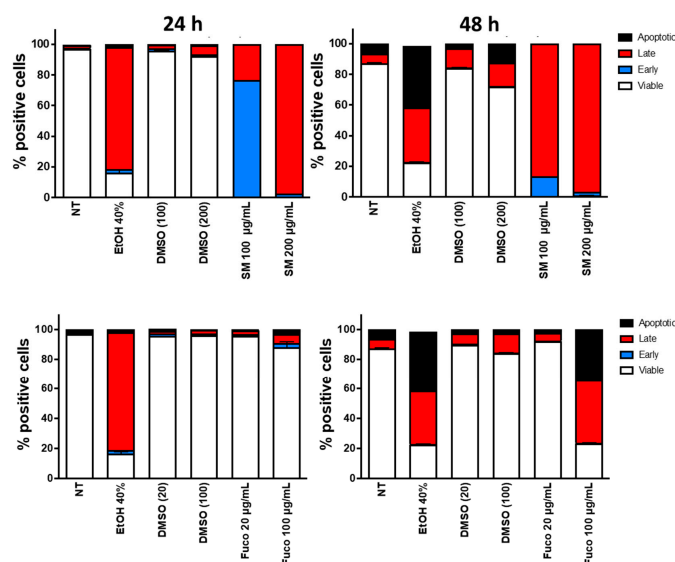 24 h
48 h
% positive cells
100
80
60
40
20
0
NT
EtOH 40%
DMSO (100)
DMSO (200)
SM 100 µg/mL
SM 200 µg/mL
% positive cells
100
80
60
40
20
0
NT
EtOH 40%
DMSO (100)
DMSO (200)
SM 100 µg/mL
SM 200 µg/mL
Apoptotic
Late
Early
Viable
% positive cells
100
80
60
40
20
0
NT
EtOH 40%
DMSO (20)
DMSO (100)
Fuco 20 µg/mL
Fuco 100 µg/mL
% positive cells
100
80
60
40
20
0
NT
EtOH 40%
DMSO (20)
DMSO (100)
Fuco 20 µg/mL
Fuco 100 µg/mL
Apoptotic
Late
Early
Viable